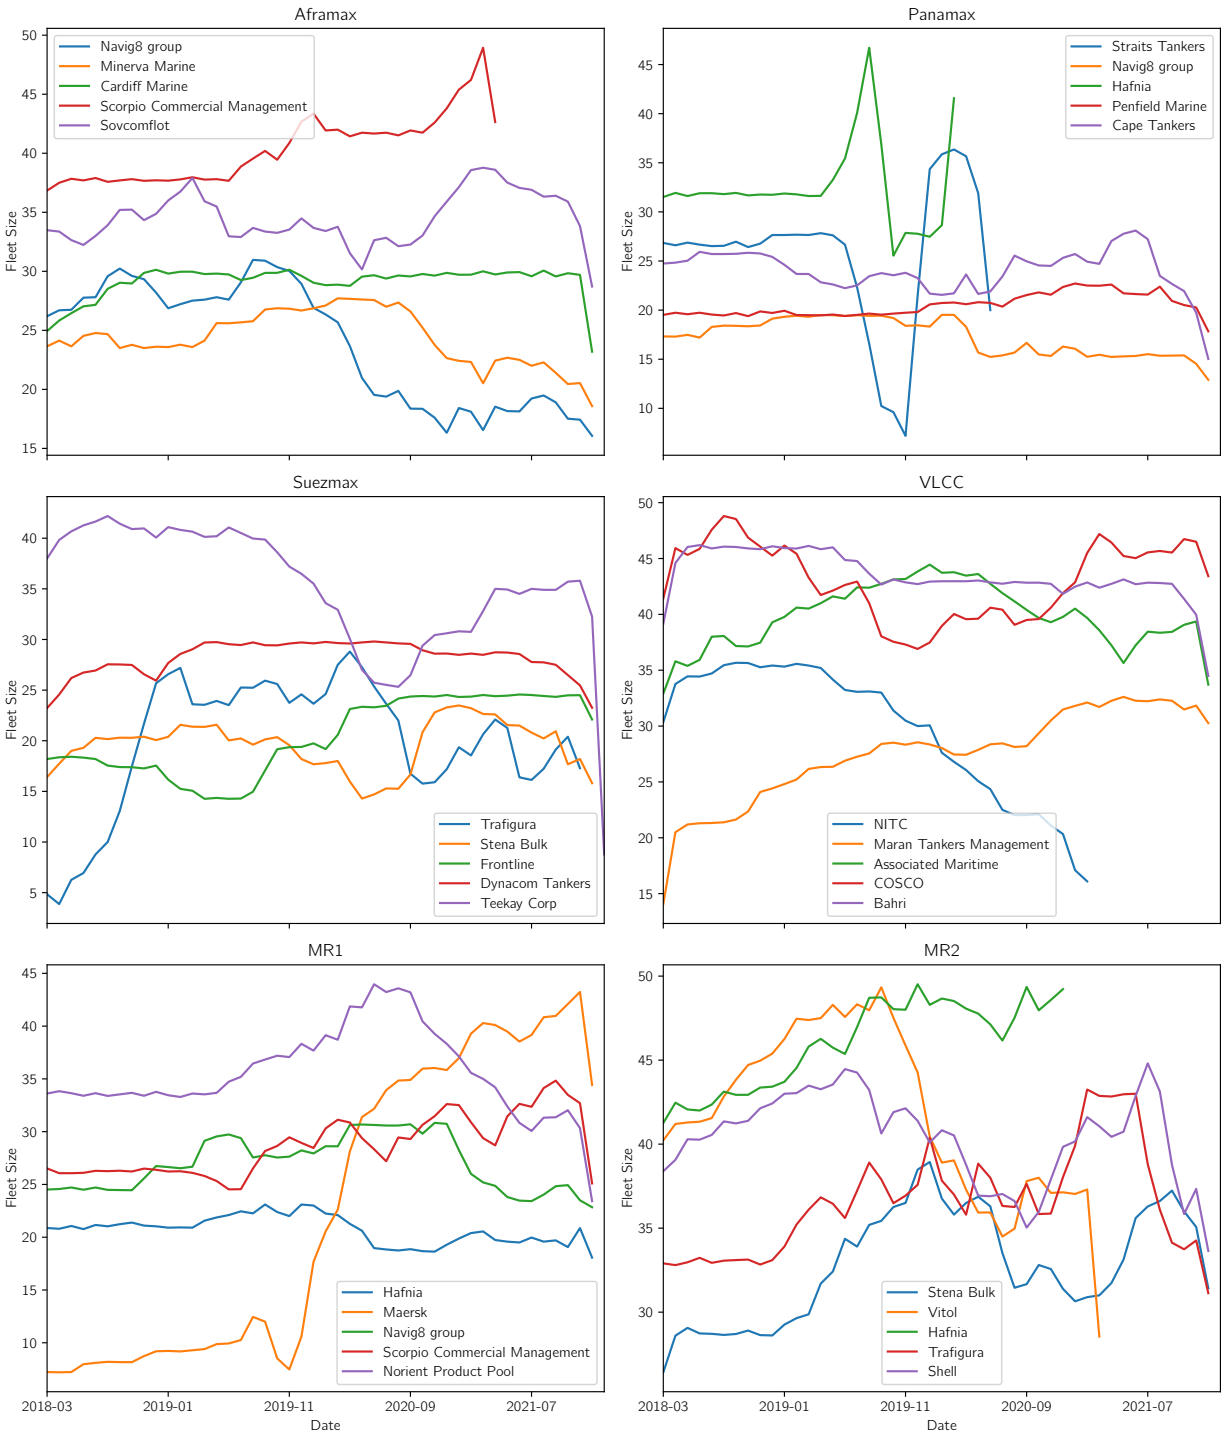 Aframax
50
45
40
35
30
25
20
15
Fleet Size
Navig8 group
Minerva Marine
Cardiff Marine
Scorpio Commercial Management
Sovcomflot
Panamax
45
40
35
30
25
20
15
10
Fleet Size
Straits Tankers
Navig8 group
Hafnia
Penfield Marine
Cape Tankers
Suezmax
40
35
30
25
20
15
10
5
Fleet Size
Trafigura
Stena Bulk
Frontline
Dynacom Tankers
Teekay Corp
VLCC
50
45
40
35
30
25
20
15
Fleet Size
NITC
Maran Tankers Management
Associated Maritime
COSCO
Bahri
MR1
45
40
35
30
25
20
15
10
Fleet Size
Hafnia
Maersk
Navig8 group
Scorpio Commercial Management
Norient Product Pool
2018-03
2019-01
2019-11
2020-09
2021-07
Date
MR2
50
45
40
35
30
Fleet Size
Stena Bulk
Vitol
Hafnia
Trafigura
Shell
2018-03
2019-01
2019-11
2020-09
2021-07
Date